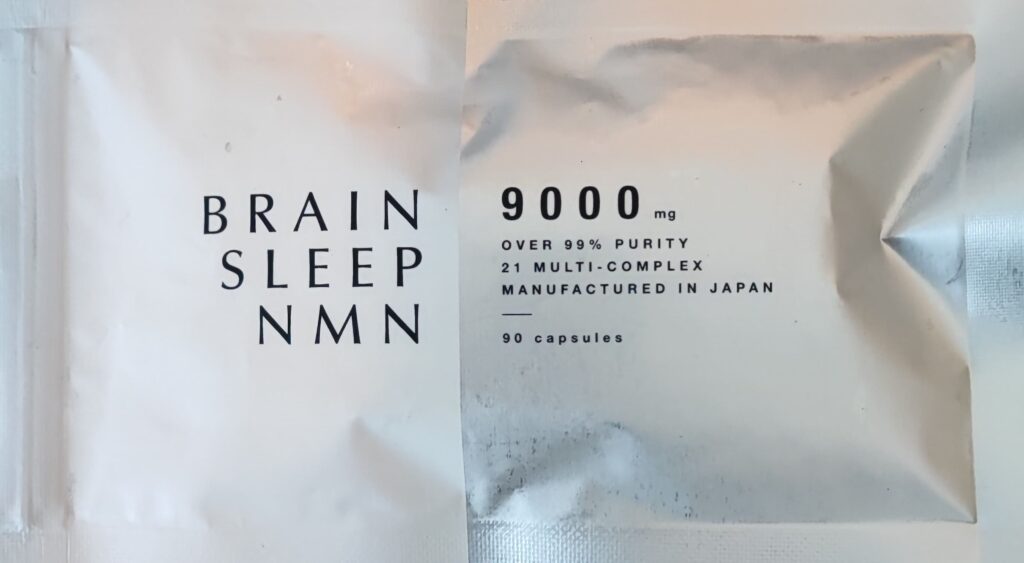 BRAIN
SLEEP
NMN
9000 mg
OVER 99% PURITY
21 MULTI-COMPLEX
MANUFACTURED IN JAPAN
90 capsules